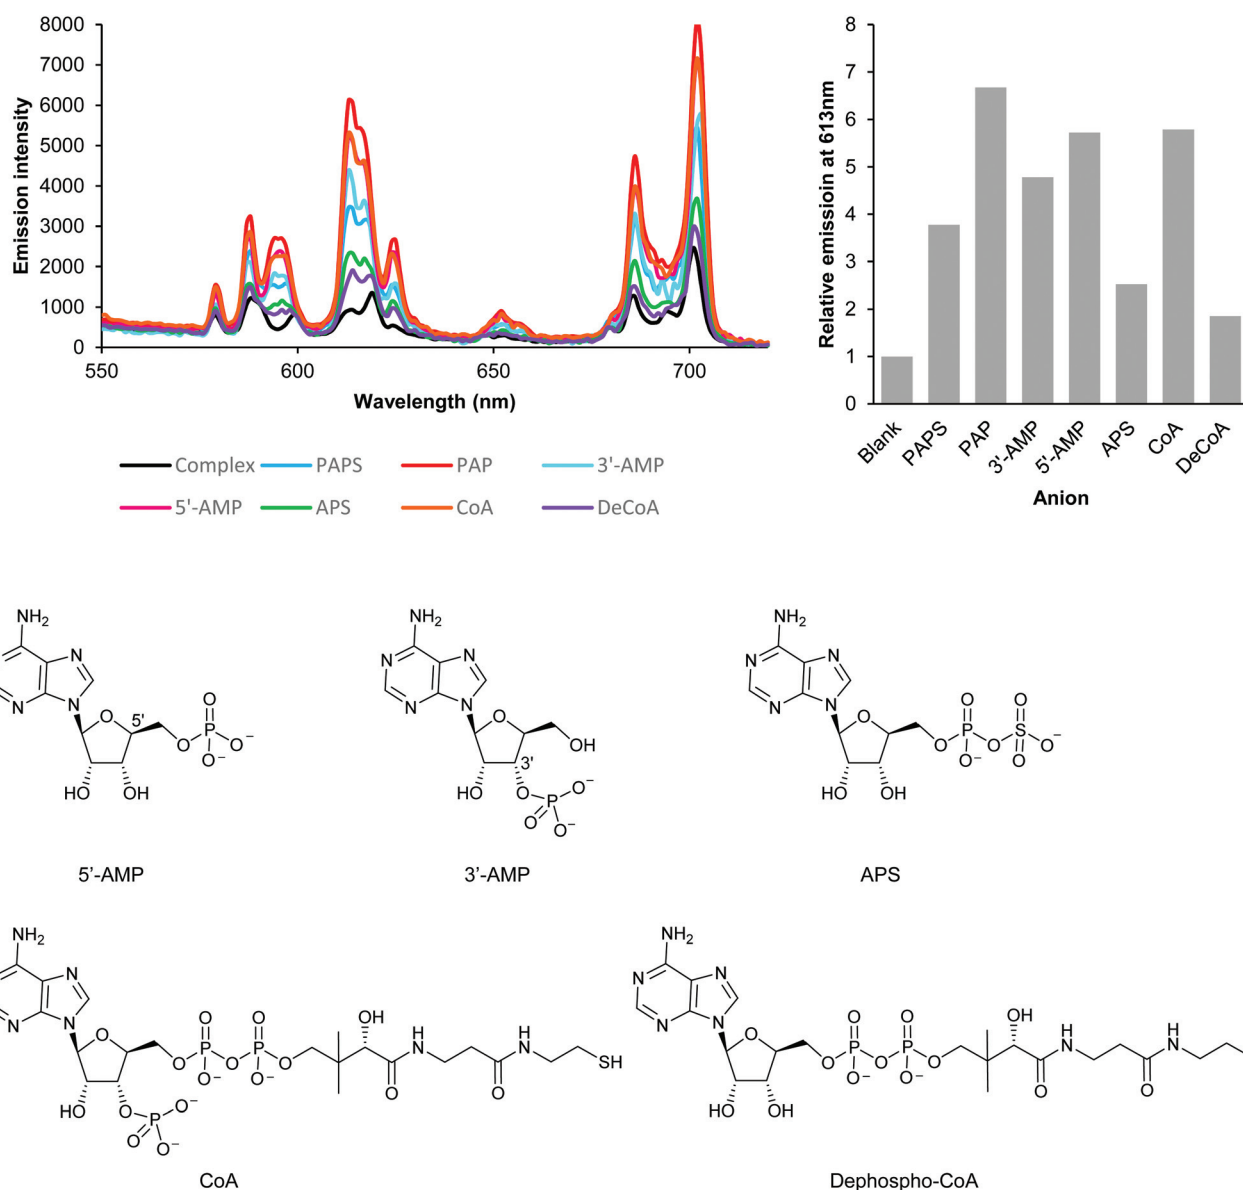 8000
7000
6000
5000
4000
3000
2000
1000
0
Emission intensity
550
600
650
700
Wavelength (nm)
Complex PAPS PAP 3'-AMP
5'-AMP APS CoA DeCoA
8
7
6
5
4
3
2
1
0
Relative emissioin at 613nm
Blank
PAPS
PAP
3'-AMP
5'-AMP
APS
CoA
DeCoA
Anion
NH2
N
N
N
O
5'
O
O
P
O−
O−
HO
OH
5’-AMP
NH2
N
N
N
N
O
OH
3'
HO
O
P
O−
O
O−
3’-AMP
NH2
N
N
N
N
O
O
O
P
O−
O
O
S
O
O−
HO
OH
APS
NH2
N
N
N
O
O
O
P
O−
O
O
P
O−
O
OH
O
H
N
O
H
N
SH
HO
O
P
O−
O
O−
CoA
NH2
N
N
N
N
O
O
O
P
O−
O
O
P
O−
O
OH
O
H
N
O
H
N
HO
OH
Dephospho-CoA